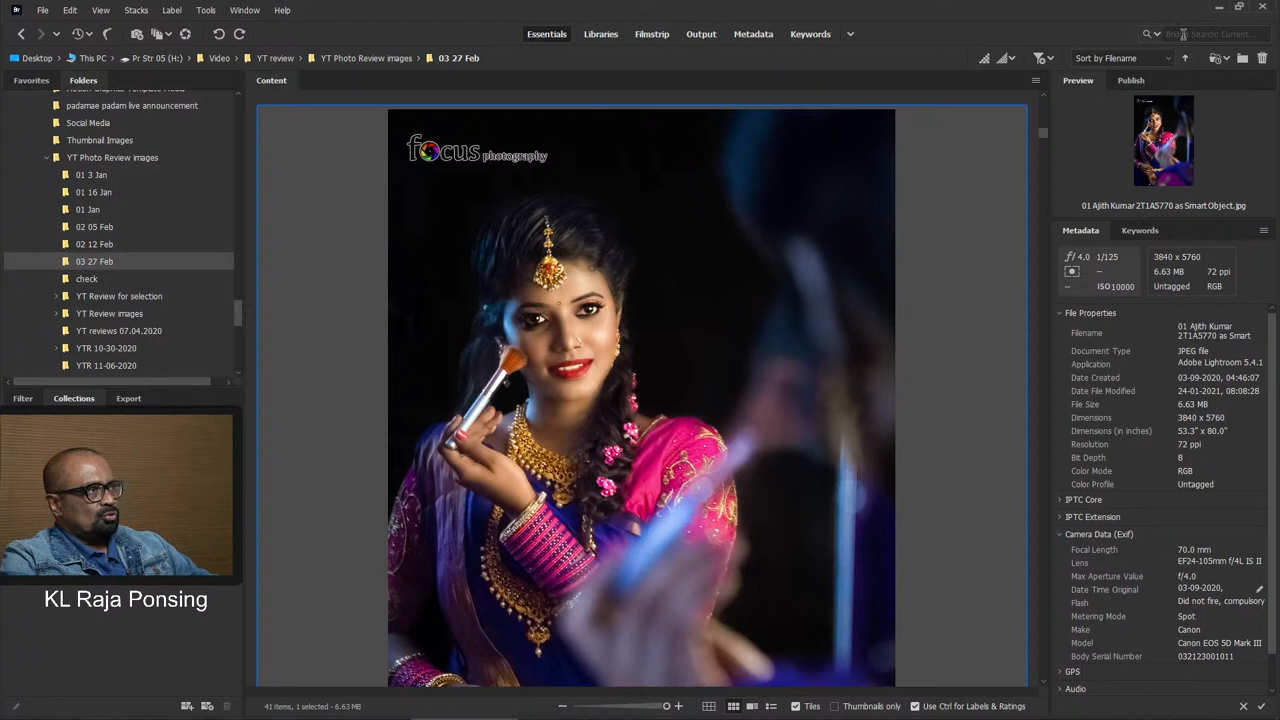 Br File Edit View Stacks Label Tools Window Help
Essentials Libraries Filmstrip Output Metadata Keywords
Desktop This PC Pr Str 05 (H:) Video YT review YT Photo Review images 03 27 Feb Sort by Filename
Favorites Folders
padamae padam live announcement
Social Media
Thumbnail Images
YT Photo Review images
01 3 Jan
01 16 Jan
01 Jan
02 05 Feb
02 12 Feb
03 27 Feb
check
YT Review for selection
YT Review images
YT reviews 07.04.2020
YTR 10-30-2020
YTR 11-06-2020
Filter Collections Export
KL Raja Ponsing
Content
focus photography
41 items, 1 selected - 6.63 MB
Tiles Thumbnails only Use Ctrl for Labels & Ratings
Preview Publish
01 Ajith Kumar 2T1A5770 as Smart Object.jpg
Metadata Keywords
f/ 4.0 1/125
--
-- ISO10000
3840 x 5760
6.63 MB 72 ppi
Untagged RGB
File Properties
Filename 01 Ajith Kumar
2T1A5770 as Smart
Document Type JPEG file
Application Adobe Lightroom 5.4.1
Date Created 03-09-2020, 04:46:07
Date File Modified 24-01-2021, 08:08:28
File Size 6.63 MB
Dimensions 3840 x 5760
Dimensions (in inches) 53.3" x 80.0"
Resolution 72 ppi
Bit Depth 8
Color Mode RGB
Color Profile Untagged
IPTC Core
IPTC Extension
Camera Data (Exif)
Focal Length 70.0 mm
Lens EF24-105mm f/4L IS II
Max Aperture Value f/4.0
Date Time Original 03-09-2020,
Flash Did not fire, compulsory
Metering Mode Spot
Make Canon
Model Canon EOS 5D Mark III
Body Serial Number 032123001011
GPS
Audio